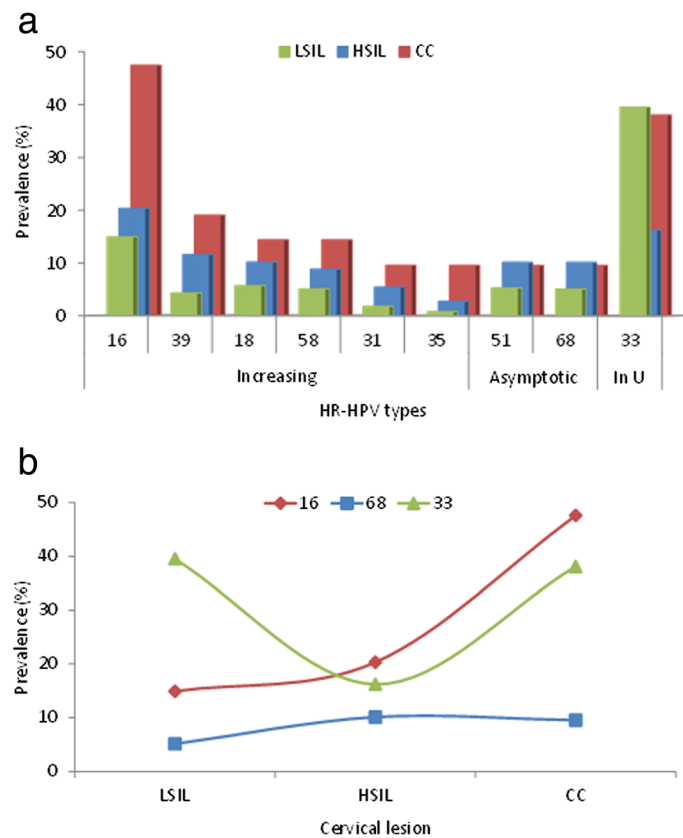 a
LSIL HSIL CC
50
40
30
20
10
0
Prevalence (%)
16 39 18 58 31 35 51 68 33
Increasing Asymptotic In U
HR-HPV types
b
16 68 33
50
40
30
20
10
0
Prevalence (%)
LSIL HSIL CC
Cervical lesion